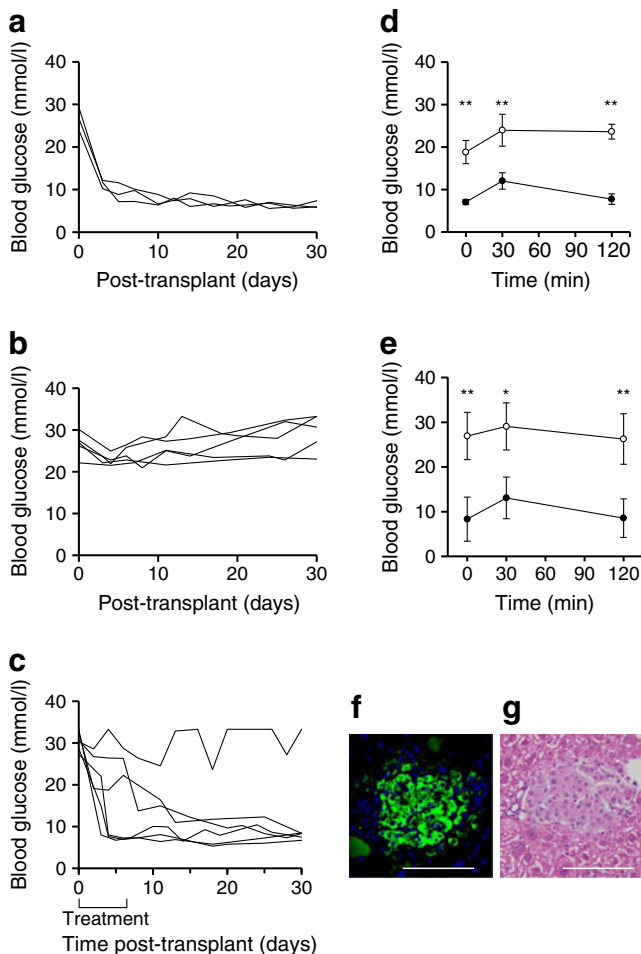 a
Blood glucose (mmol/l)
40
30
20
10
0
0 10 20 30
Post-transplant (days)
d
Blood glucose (mmol/l)
40
30
20
10
0
** ** **
0 30 60 90 120
Time (min)
b
Blood glucose (mmol/l)
40
30
20
10
0
0 10 20 30
Post-transplant (days)
e
Blood glucose (mmol/l)
40
30
20
10
0
** * **
0 30 60 90 120
Time (min)
c
Blood glucose (mmol/l)
40
30
20
10
0
0 10 20 30
Treatment
Time post-transplant (days)
f
g